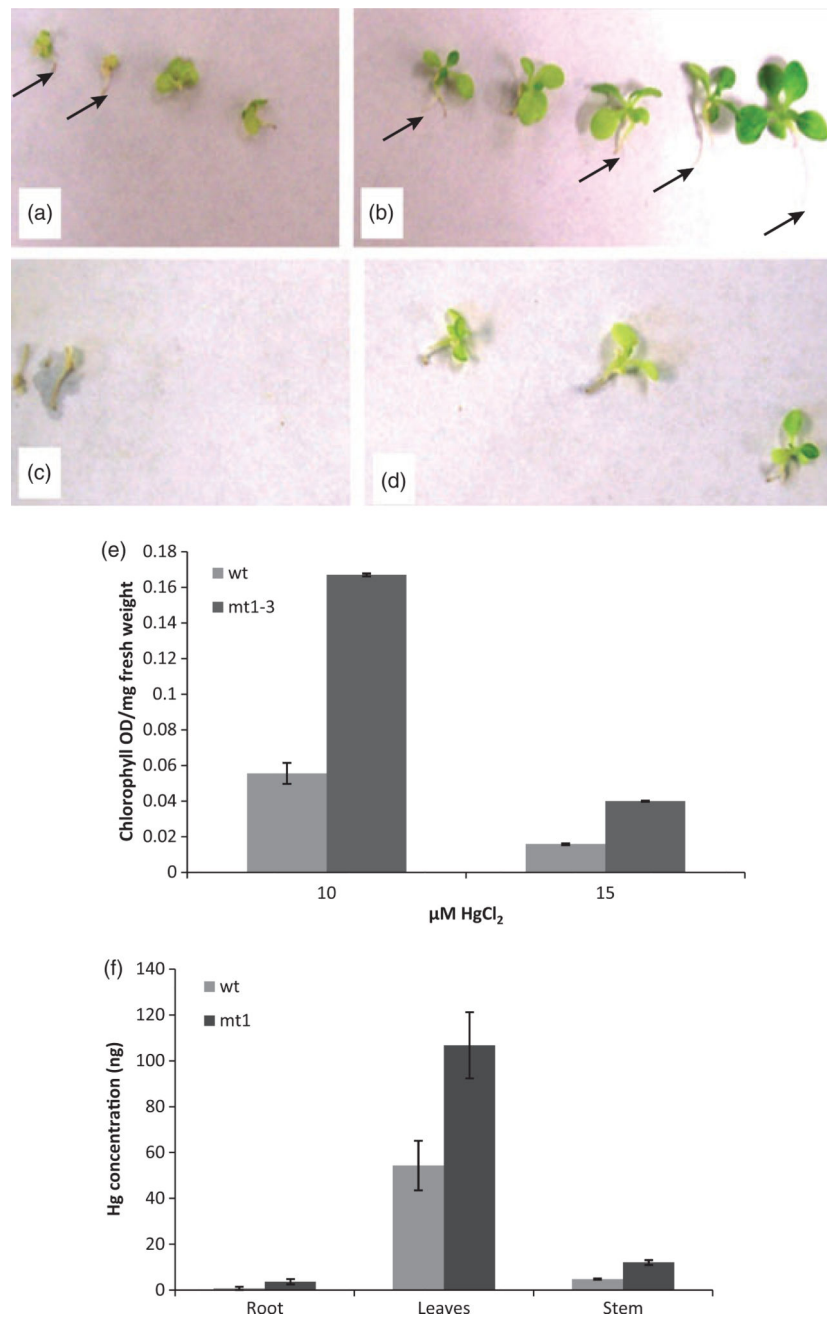 (a)
(b)
(c)
(d)
(e)
0.18
0.16
0.14
0.12
0.1
0.08
0.06
0.04
0.02
0
Chlorophyll OD/mg fresh weight
wt
mt1-3
10
15
µM HgCl₂
(f)
140
120
100
80
60
40
20
0
Hg concentration (ng)
wt
mt1
Root
Leaves
Stem